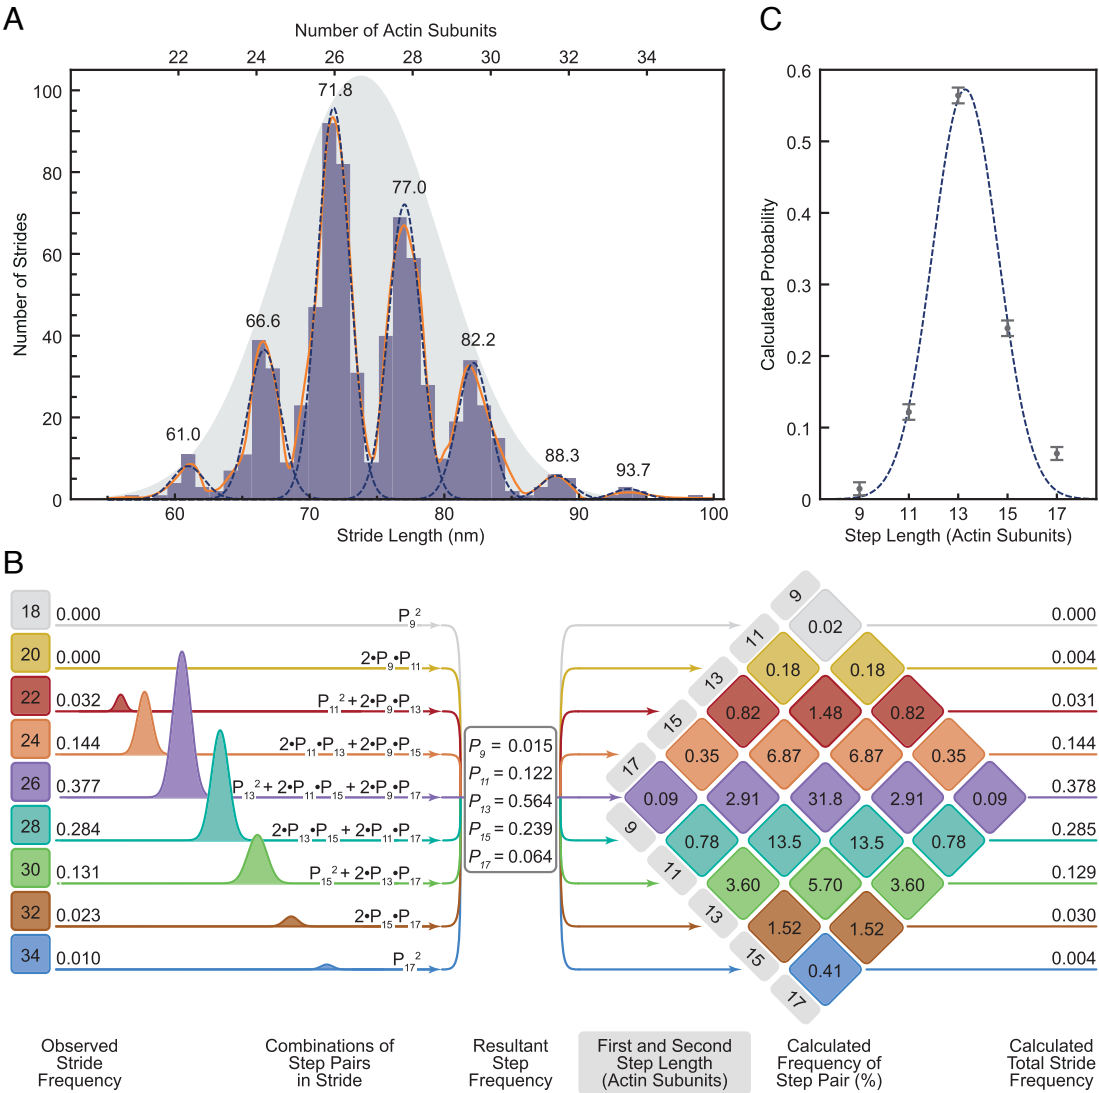 A
Number of Actin Subunits
22 24 26 28 30 32 34
100
80
60
40
20
0
Number of Strides
61.0
66.6
71.8
77.0
82.2
88.3
93.7
60 70 80 90 100
Stride Length (nm)
C
0.6
0.5
0.4
0.3
0.2
0.1
0
Calculated Probability
9 11 13 15 17
Step Length (Actin Subunits)
B
18 0.000 P₉² 0.000
20 0.000 2•P₉•P₁₁ 0.004
22 0.032 P₁₁² + 2•P₉•P₁₃ 0.031
24 0.144 2•P₁₁•P₁₃ + 2•P₉•P₁₅ 0.144
26 0.377 P₁₃² + 2•P₁₁•P₁₅ + 2•P₉•P₁₇ 0.378
28 0.284 2•P₁₃•P₁₅ + 2•P₁₁•P₁₇ 0.285
30 0.131 P₁₅² + 2•P₁₃•P₁₇ 0.129
32 0.023 2•P₁₅•P₁₇ 0.030
34 0.010 P₁₇² 0.004
P₉ = 0.015
P₁₁ = 0.122
P₁₃ = 0.564
P₁₅ = 0.239
P₁₇ = 0.064
9
11
13
15
17
9
11
13
15
17
0.02
0.18 0.18
0.82 1.48 0.82
0.35 6.87 6.87 0.35
0.09 2.91 31.8 2.91 0.09
0.78 13.5 13.5 0.78
3.60 5.70 3.60
1.52 1.52
0.41
Observed
Stride
Frequency
Combinations of
Step Pairs
in Stride
Resultant
Step
Frequency
First and Second
Step Length
(Actin Subunits)
Calculated
Frequency of
Step Pair (%)
Calculated
Total Stride
Frequency